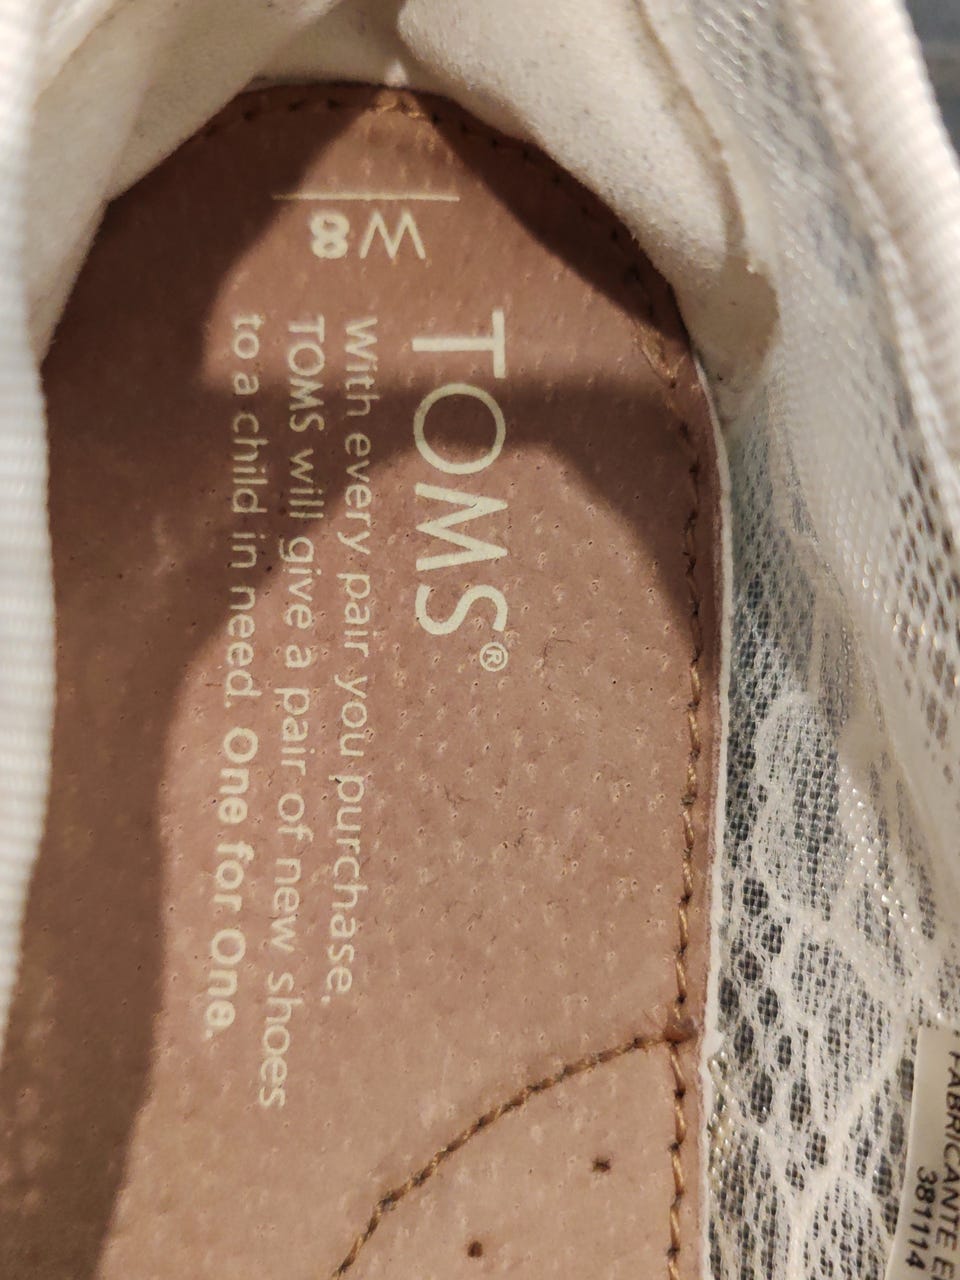 W
8
TOMS®
With every pair you purchase,
TOMS will give a pair of new shoes
to a child in need. One for One.
FABRICANTE E
381114